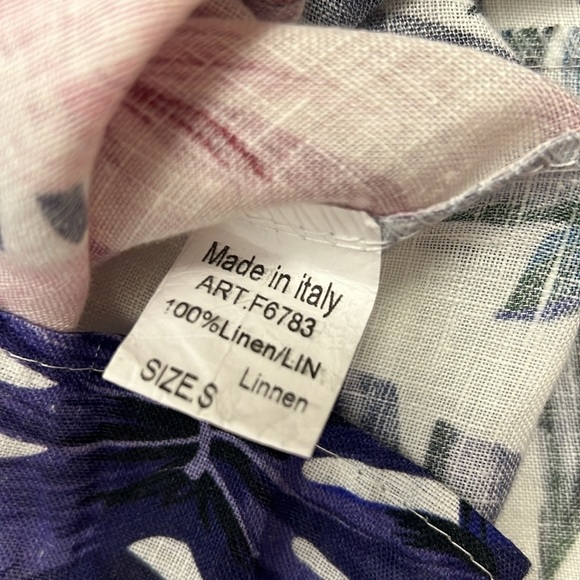 Made in italy
ART.F6783
100%Linen/LIN
Linnen
SIZE.S